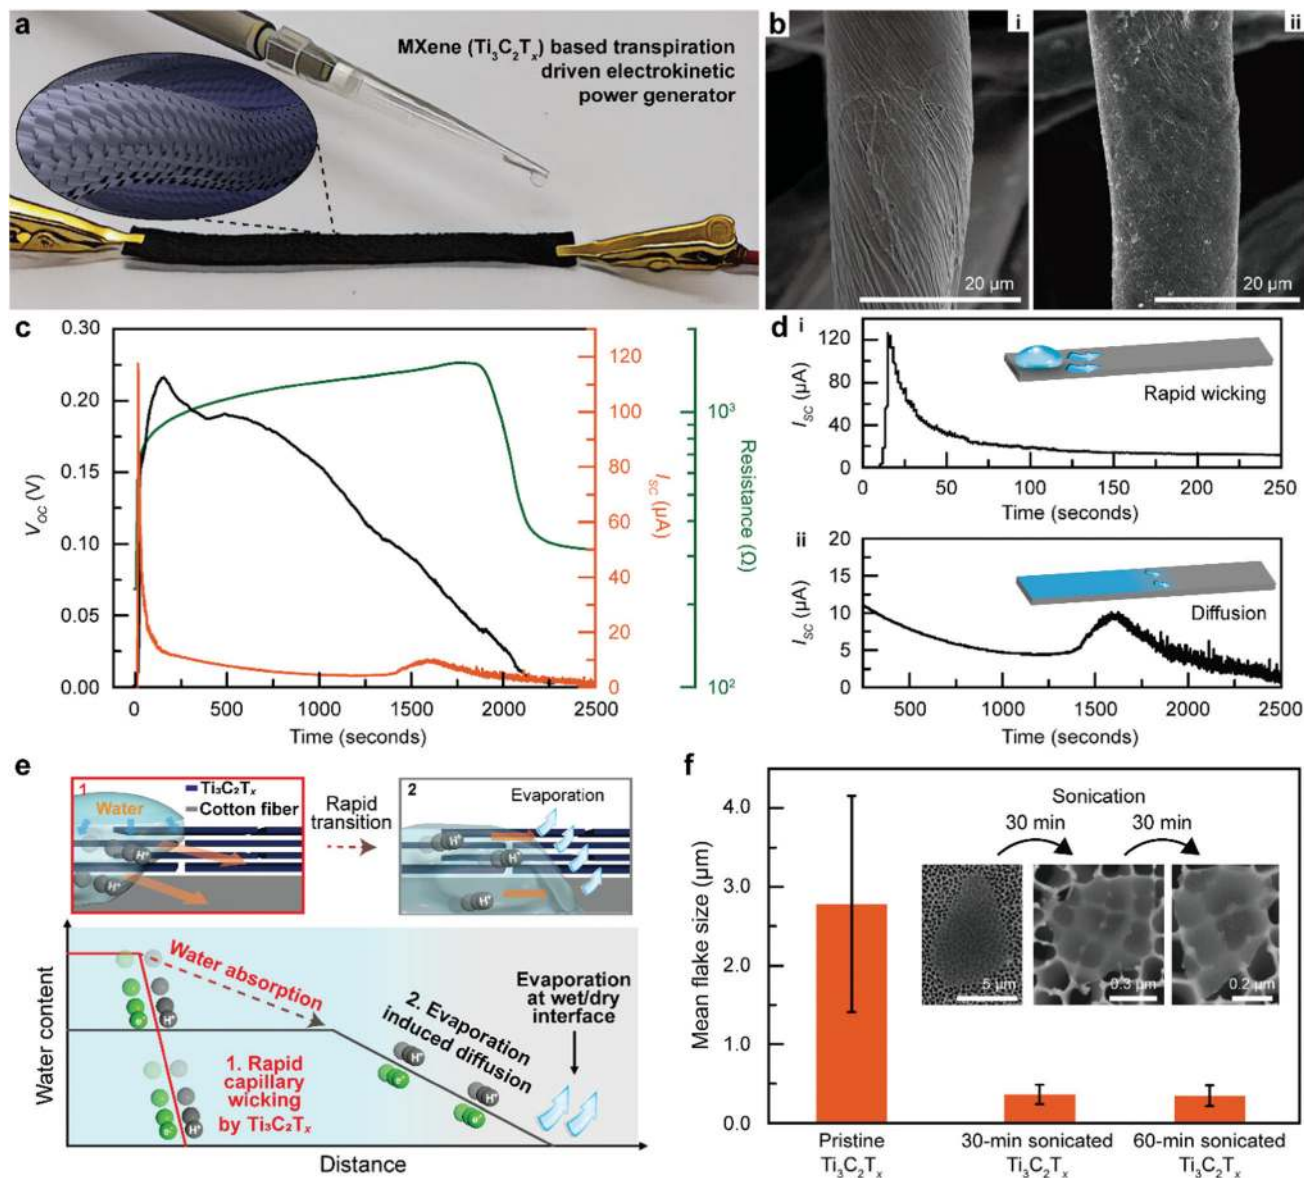 a
MXene (Ti₃C₂Tₓ) based transpiration
driven electrokinetic
power generator
b
i
20 µm
ii
20 µm
c
0.30
0.25
0.20
0.15
0.10
0.05
0.00
V_OC (V)
0
500
1000
1500
2000
2500
Time (seconds)
120
100
80
60
40
20
0
I_SC (µA)
10³
10²
Resistance (Ω)
d
i
120
80
40
0
I_SC (µA)
Rapid wicking
0
50
100
150
200
250
Time (seconds)
ii
20
15
10
5
0
I_SC (µA)
Diffusion
500
1000
1500
2000
2500
Time (seconds)
e
1
Water
Ti₃C₂Tₓ
Cotton fiber
H⁺
H⁺
Rapid
transition
2
Evaporation
H⁺
H⁺
H⁺
Water content
Water absorption
1. Rapid
capillary
wicking
by Ti₃C₂Tₓ
H⁺
H⁺
2. Evaporation
induced diffusion
H⁺
H⁺
Evaporation
at wet/dry
interface
Distance
f
4.0
3.0
2.0
1.0
0.0
Mean flake size (µm)
Sonication
30 min
30 min
5 µm
0.3 µm
0.2 µm
Pristine
Ti₃C₂Tₓ
30-min sonicated
Ti₃C₂Tₓ
60-min sonicated
Ti₃C₂Tₓ